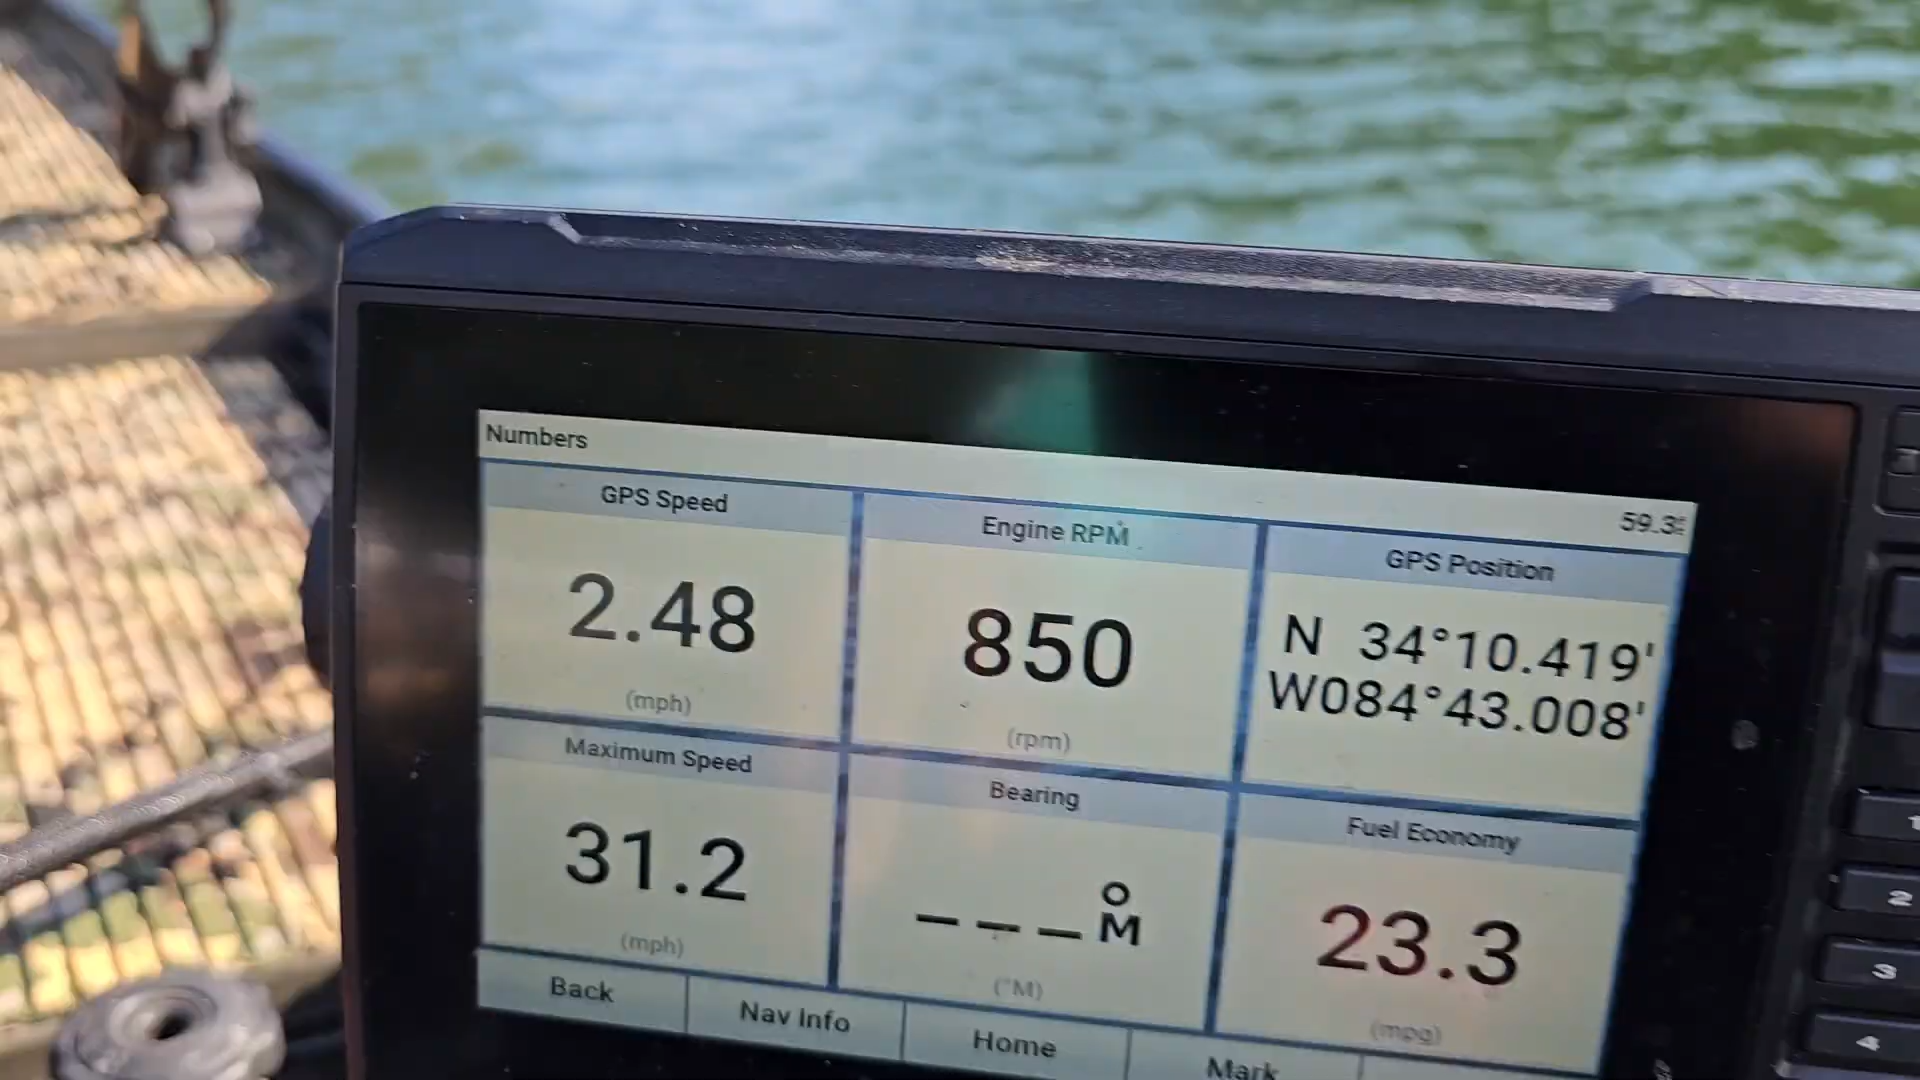 Numbers
59.3
GPS Speed
2.48
(mph)
Engine RPM
850
(rpm)
GPS Position
N 34°10.419'
W084°43.008'
Maximum Speed
31.2
(mph)
Bearing
___°M
(°M)
Fuel Economy
23.3
(mpg)
Back
Nav Info
Home
Mark
1
2
3
4